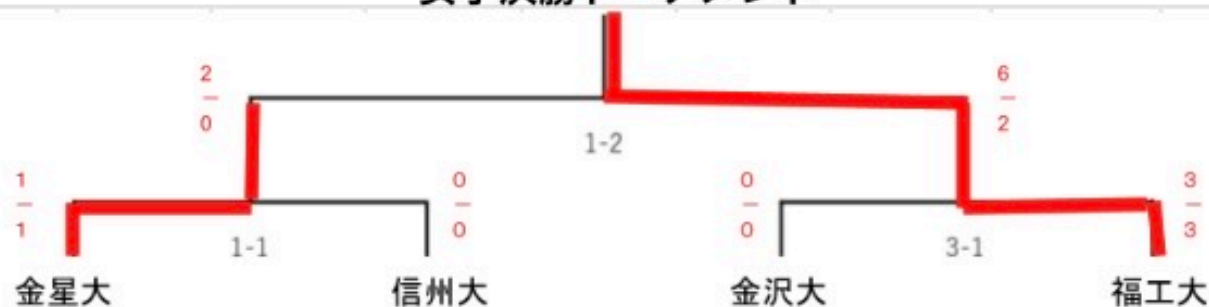 2 6
— —
0 2
1-2
1 0 0 3
— — — —
1 0 0 3
1-1 3-1
金星大 信州大 金沢大 福工大